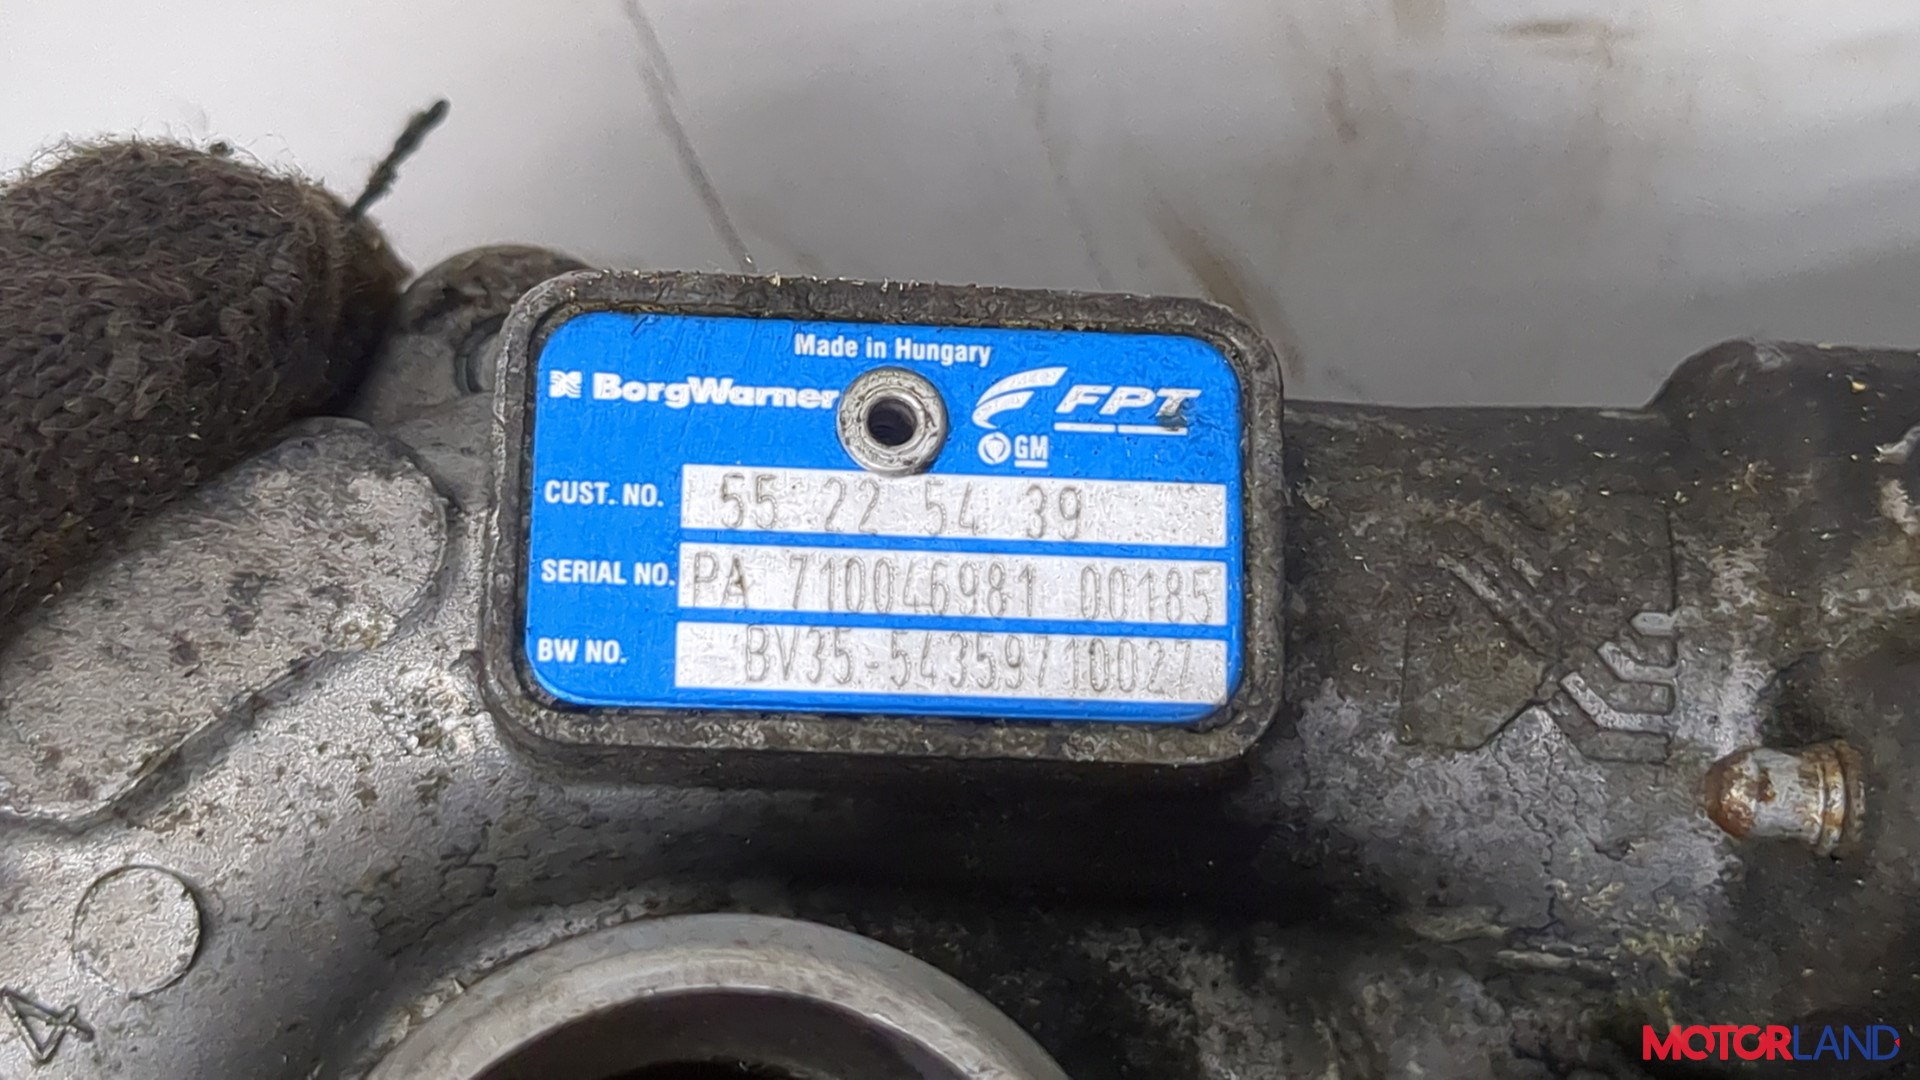 Made in Hungary
BorgWarner
FPT
GM
CUST. NO. 55 22 54 39
SERIAL NO. PA 710046981 00185
BW NO. BV35-54359710027
4
MOTORLAND